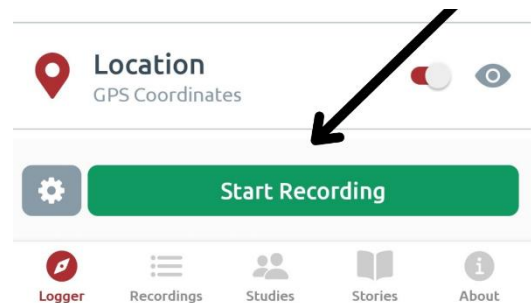 Location
GPS Coordinates
Start Recording
Logger Recordings Studies Stories About